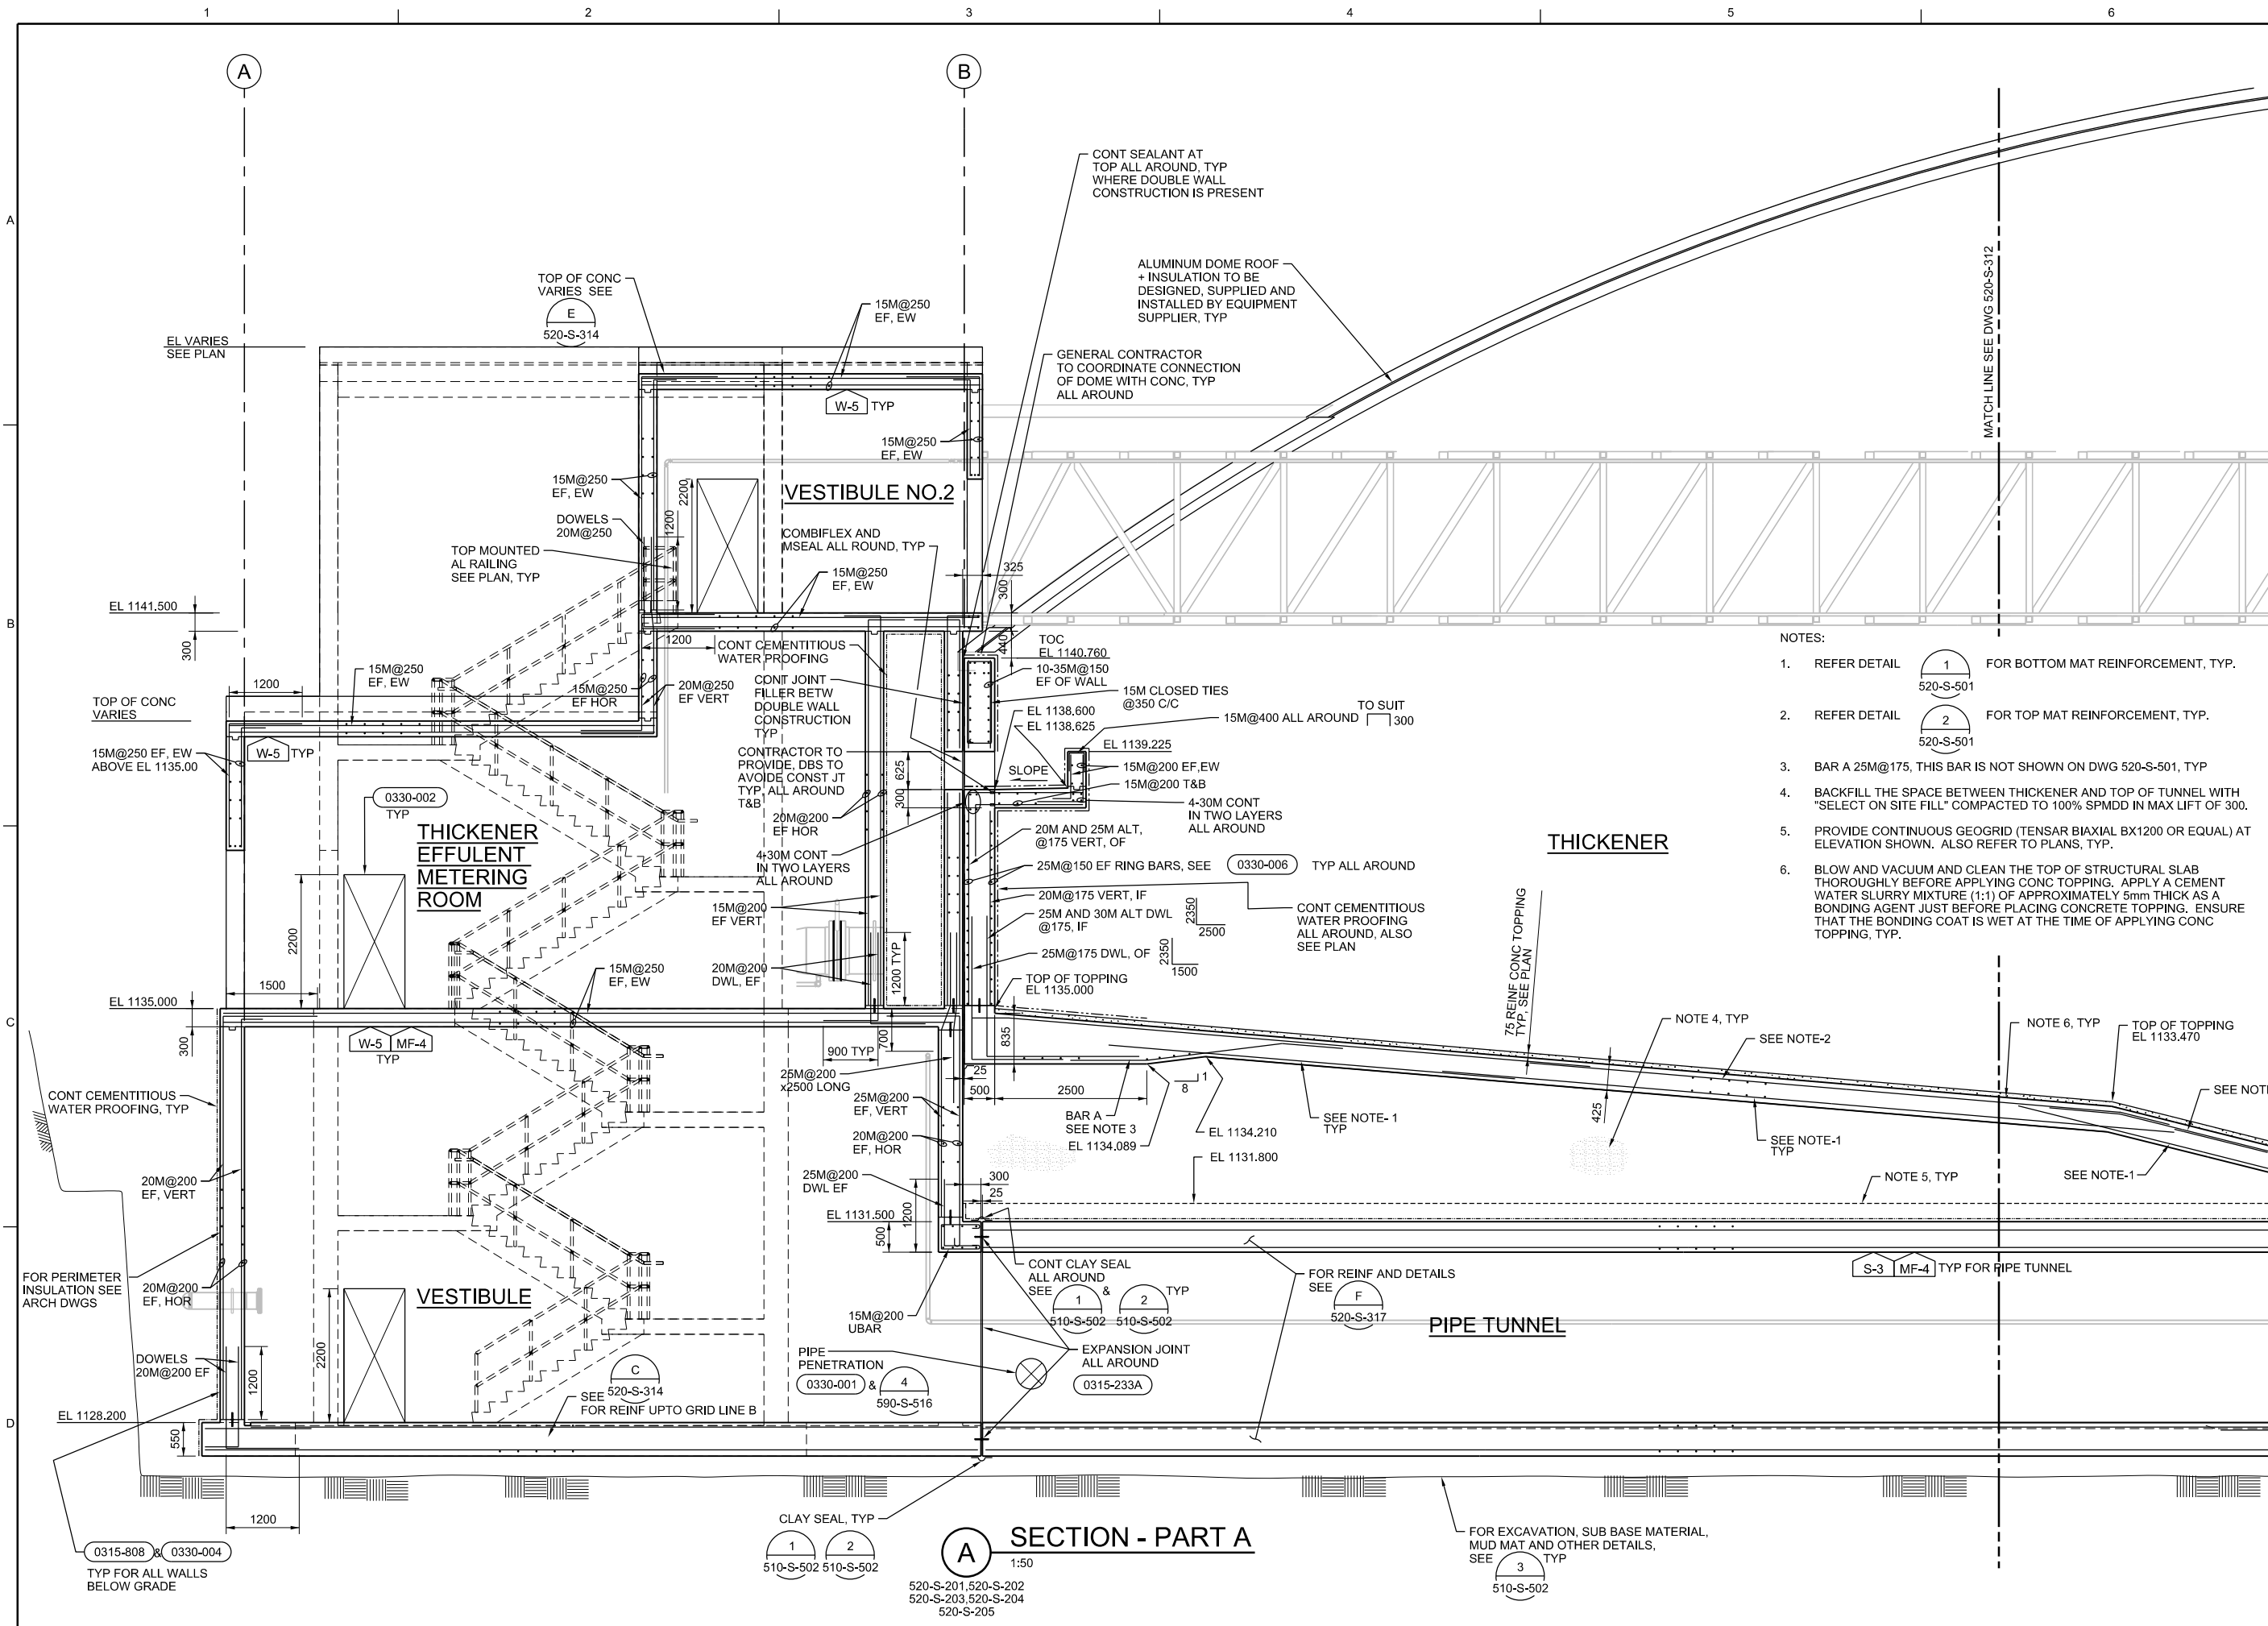 1
2
3
4
5
6
A
B
A
B
C
D
CONT SEALANT AT
TOP ALL AROUND, TYP
WHERE DOUBLE WALL
CONSTRUCTION IS PRESENT
ALUMINUM DOME ROOF
+ INSULATION TO BE
DESIGNED, SUPPLIED AND
INSTALLED BY EQUIPMENT
SUPPLIER, TYP
MATCH LINE SEE DWG 520-S-312
TOP OF CONC
VARIES SEE
E
520-S-314
15M@250
EF, EW
EL VARIES
SEE PLAN
GENERAL CONTRACTOR
TO COORDINATE CONNECTION
OF DOME WITH CONC, TYP
ALL AROUND
W-5 TYP
15M@250
EF, EW
15M@250
EF, EW
2200
VESTIBULE NO.2
DOWELS
20M@250
1200
COMBIFLEX AND
MSEAL ALL ROUND, TYP
TOP MOUNTED
AL RAILING
SEE PLAN, TYP
15M@250
EF, EW
325
300
EL 1141.500
300
1200
CONT CEMENTITIOUS
WATER PROOFING
440
TOC
EL 1140.760
10-35M@150
EF OF WALL
15M@250
EF, EW
1200
15M@250
EF HOR
20M@250
EF VERT
CONT JOINT
FILLER BETW
DOUBLE WALL
CONSTRUCTION
TYP
15M CLOSED TIES
@350 C/C
EL 1138.600
EL 1138.625
15M@400 ALL AROUND
TO SUIT
300
TOP OF CONC
VARIES
15M@250 EF, EW
ABOVE EL 1135.00
W-5 TYP
CONTRACTOR TO
PROVIDE, DBS TO
AVOIDE CONST JT
TYP, ALL AROUND
T&B
625
300
SLOPE
EL 1139.225
15M@200 EF,EW
15M@200 T&B
4-30M CONT
IN TWO LAYERS
ALL AROUND
0330-002
TYP
THICKENER
EFFULENT
METERING
ROOM
20M@200
EF HOR
4-30M CONT
IN TWO LAYERS
ALL AROUND
20M AND 25M ALT,
@175 VERT, OF
25M@150 EF RING BARS, SEE 0330-006 TYP ALL AROUND
20M@175 VERT, IF
25M AND 30M ALT DWL
@175, IF
2350
2500
25M@175 DWL, OF
2350
1500
CONT CEMENTITIOUS
WATER PROOFING
ALL AROUND, ALSO
SEE PLAN
THICKENER
15M@200
EF VERT
2200
15M@250
EF, EW
20M@200
DWL, EF
1200 TYP
TOP OF TOPPING
EL 1135.000
75 REINF CONC TOPPING
TYP, SEE PLAN
NOTES:
1. REFER DETAIL 1 FOR BOTTOM MAT REINFORCEMENT, TYP.
520-S-501
2. REFER DETAIL 2 FOR TOP MAT REINFORCEMENT, TYP.
520-S-501
3. BAR A 25M@175, THIS BAR IS NOT SHOWN ON DWG 520-S-501, TYP
4. BACKFILL THE SPACE BETWEEN THICKENER AND TOP OF TUNNEL WITH
"SELECT ON SITE FILL" COMPACTED TO 100% SPMDD IN MAX LIFT OF 300.
5. PROVIDE CONTINUOUS GEOGRID (TENSAR BIAXIAL BX1200 OR EQUAL) AT
ELEVATION SHOWN. ALSO REFER TO PLANS, TYP.
6. BLOW AND VACUUM AND CLEAN THE TOP OF STRUCTURAL SLAB
THOROUGHLY BEFORE APPLYING CONC TOPPING. APPLY A CEMENT
WATER SLURRY MIXTURE (1:1) OF APPROXIMATELY 5mm THICK AS A
BONDING AGENT JUST BEFORE PLACING CONCRETE TOPPING. ENSURE
THAT THE BONDING COAT IS WET AT THE TIME OF APPLYING CONC
TOPPING, TYP.
1500
EL 1135.000
300
W-5 MF-4
TYP
900 TYP
700
835
25M@200
x2500 LONG
25
500
2500
1
8
BAR A
SEE NOTE 3
EL 1134.089
EL 1134.210
EL 1131.800
SEE NOTE- 1
TYP
425
NOTE 4, TYP
SEE NOTE-2
SEE NOTE-1
TYP
NOTE 6, TYP
TOP OF TOPPING
EL 1133.470
SEE NOTE
SEE NOTE-1
NOTE 5, TYP
CONT CEMENTITIOUS
WATER PROOFING, TYP
25M@200
EF, VERT
20M@200
EF, HOR
20M@200
EF, VERT
25M@200
DWL EF
1200
300
25
EL 1131.500
500
FOR PERIMETER
INSULATION SEE
ARCH DWGS
20M@200
EF, HOR
VESTIBULE
15M@200
UBAR
CONT CLAY SEAL
ALL AROUND
SEE 1 & 2 TYP
510-S-502 510-S-502
FOR REINF AND DETAILS
SEE F
520-S-317
S-3 MF-4 TYP FOR PIPE TUNNEL
PIPE TUNNEL
DOWELS
20M@200 EF
1200
2200
C
520-S-314
SEE
FOR REINF UPTO GRID LINE B
PIPE
PENETRATION
0330-001 & 4
590-S-516
EXPANSION JOINT
ALL AROUND
0315-233A
EL 1128.200
550
1200
0315-808 & 0330-004
TYP FOR ALL WALLS
BELOW GRADE
CLAY SEAL, TYP
1 2
510-S-502 510-S-502
A SECTION - PART A
1:50
520-S-201,520-S-202
520-S-203,520-S-204
520-S-205
FOR EXCAVATION, SUB BASE MATERIAL,
MUD MAT AND OTHER DETAILS,
SEE 3 TYP
510-S-502